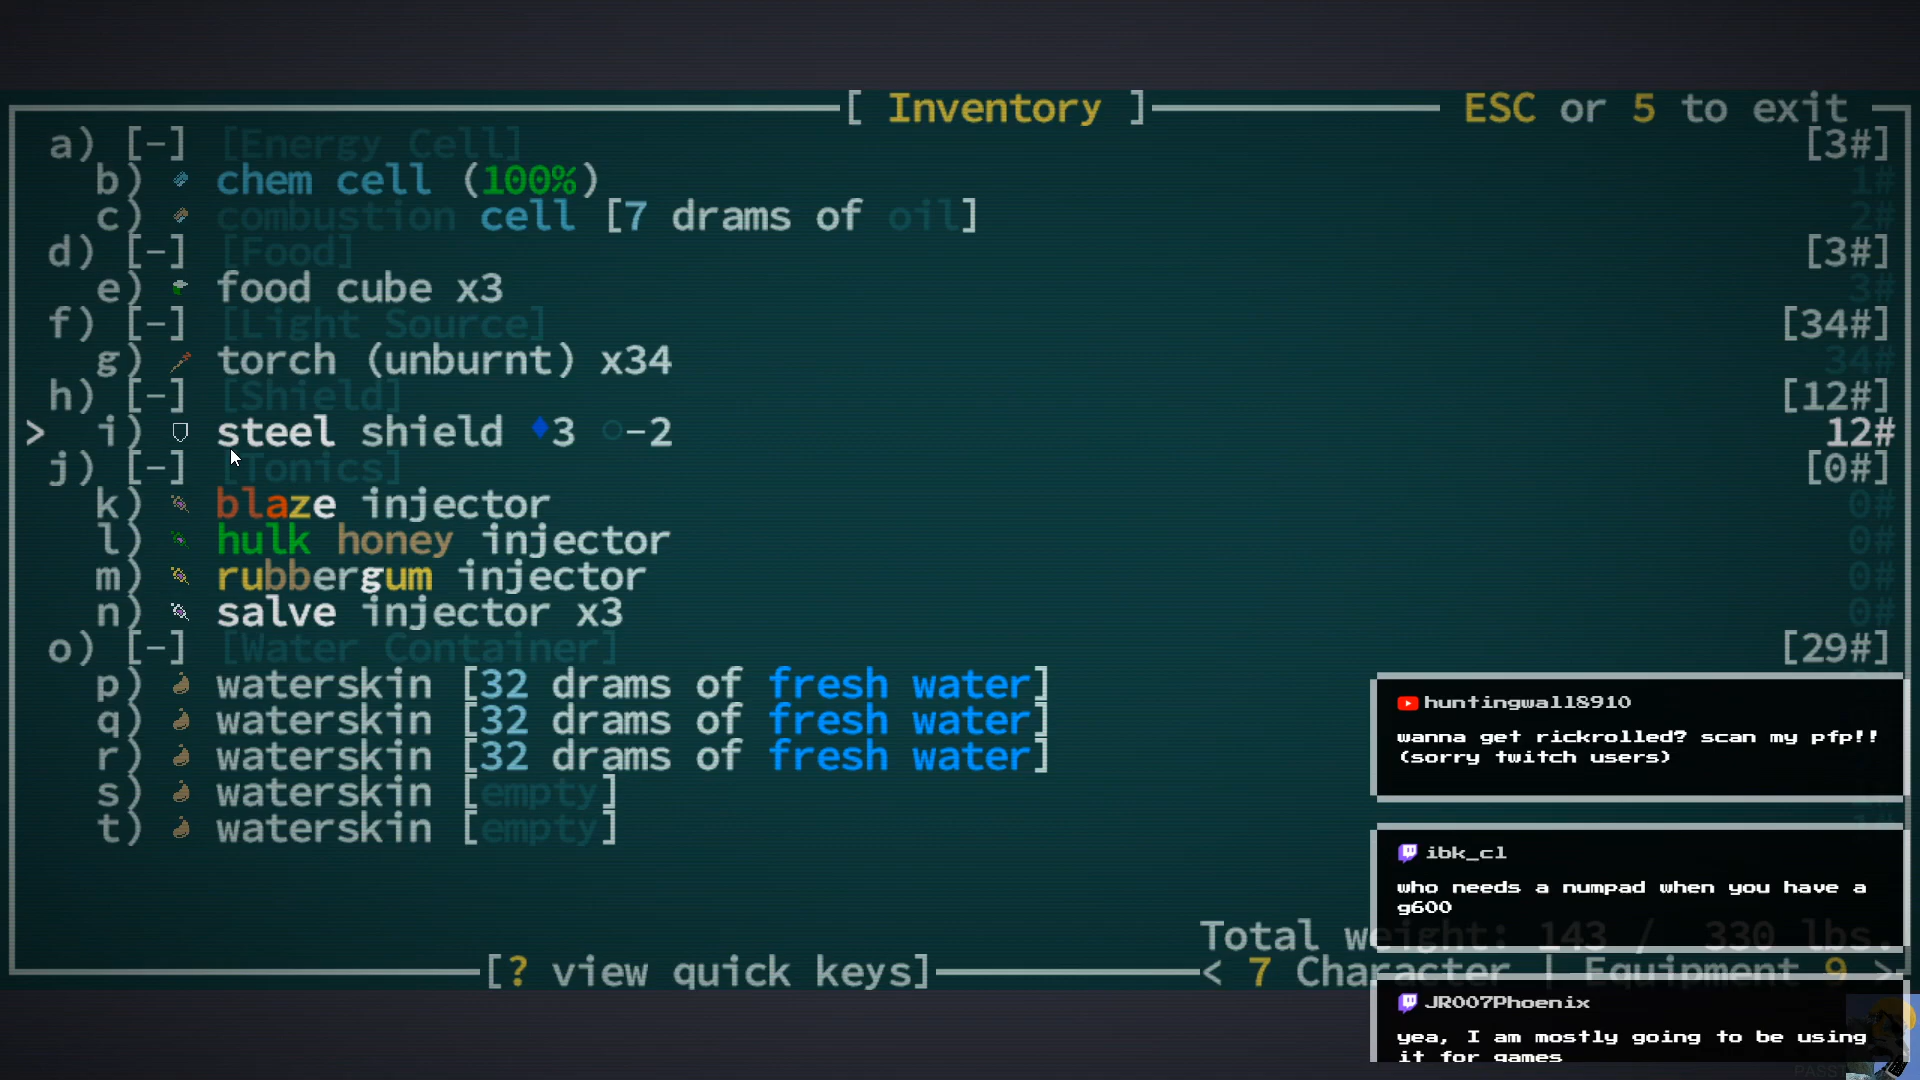 [ Inventory ] ESC or 5 to exit
a) [-] [Energy Cell] [3#]
b) chem cell (100%) 1#
c) combustion cell [7 drams of oil] 2#
d) [-] [Food] [3#]
e) food cube x3 3#
f) [-] [Light Source] [34#]
g) torch (unburnt) x34 34#
h) [-] [Shield] [12#]
> i) steel shield ♦3 ○-2 12#
j) [-] [Tonics] [0#]
k) blaze injector 0#
l) hulk honey injector 0#
m) rubbergum injector 0#
n) salve injector x3 0#
o) [-] [Water Container] [29#]
p) waterskin [32 drams of fresh water]
q) waterskin [32 drams of fresh water]
r) waterskin [32 drams of fresh water]
s) waterskin [empty]
t) waterskin [empty]
Total weight: 143 / 330 lbs.
[? view quick keys] < 7 Character | Equipment 9 >
huntingwall8910
wanna get rickrolled? scan my pfp!!
(sorry twitch users)
ibk_cl
who needs a numpad when you have a
g600
JR007Phoenix
yea, I am mostly going to be using
it for games